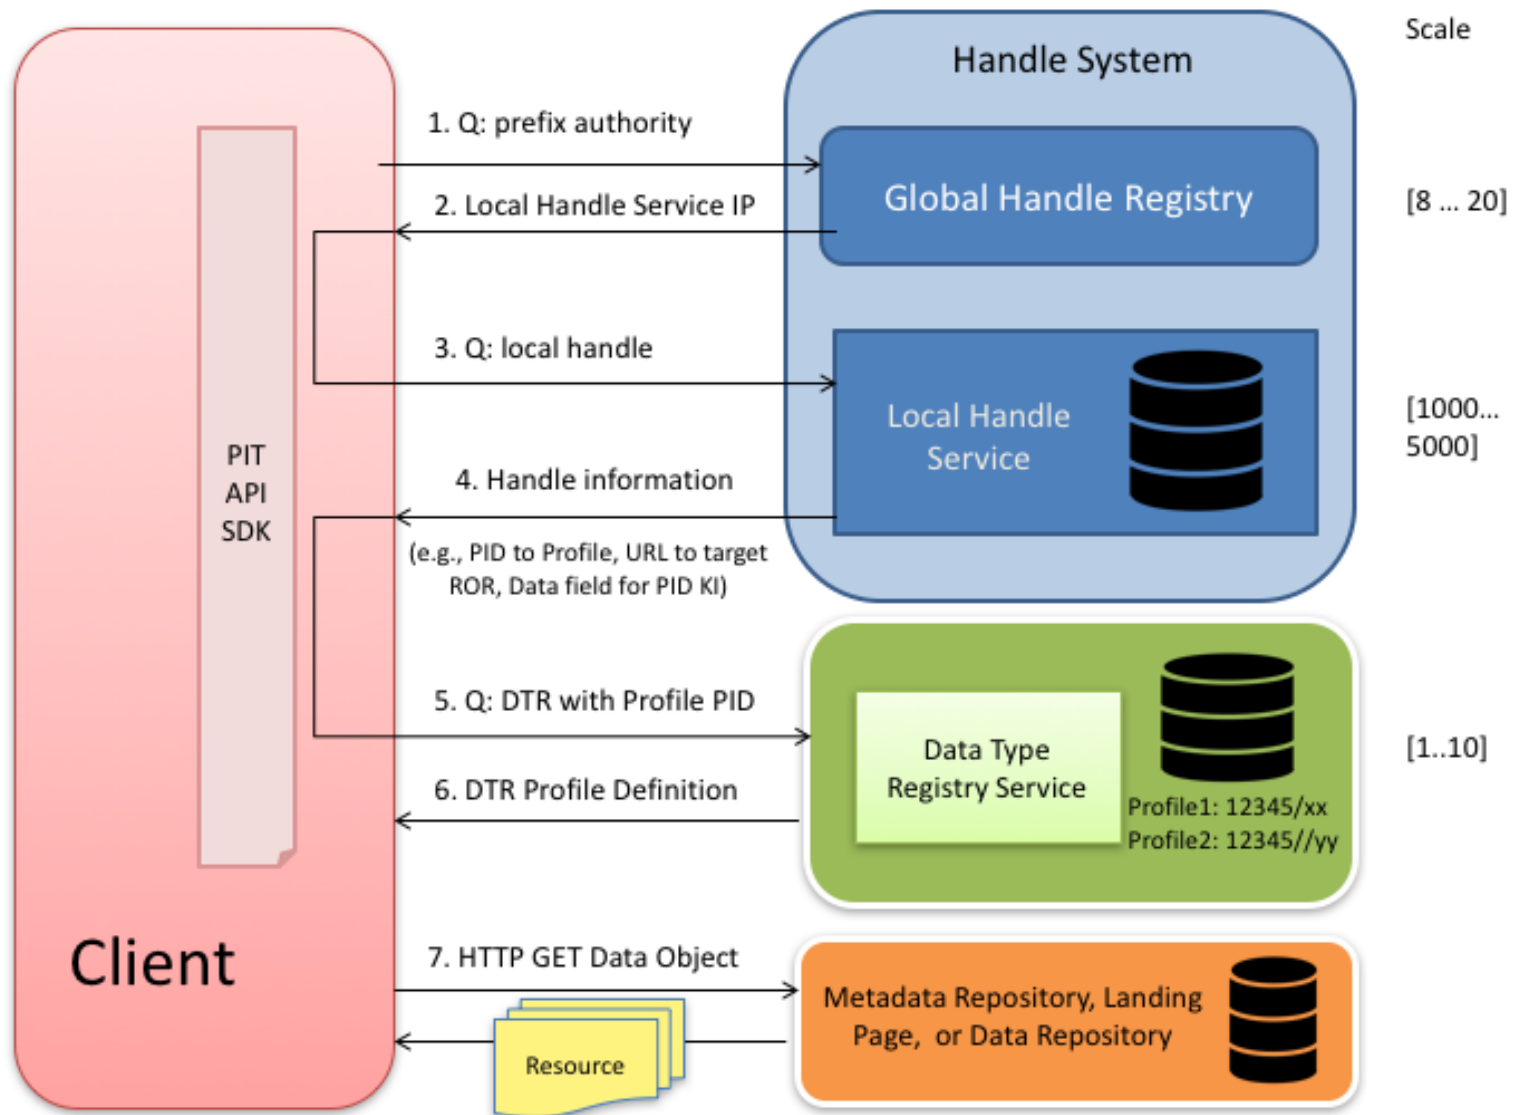 Scale
Handle System
1. Q: prefix authority
Global Handle Registry
[8 ... 20]
2. Local Handle Service IP
3. Q: local handle
Local Handle
Service
[1000...
5000]
PIT
API
SDK
4. Handle information
(e.g., PID to Profile, URL to target
ROR, Data field for PID KI)
5. Q: DTR with Profile PID
Data Type
Registry Service
[1..10]
6. DTR Profile Definition
Profile1: 12345/xx
Profile2: 12345//yy
Client
7. HTTP GET Data Object
Metadata Repository, Landing
Page,  or Data Repository
Resource